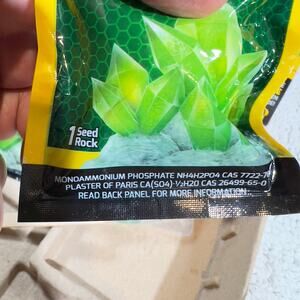 1 Seed
Rock
MONOAMMONIUM PHOSPHATE NH4H2PO4 CAS 7722-7
PLASTER OF PARIS CA(SO4)·½H2O CAS 26499-65-0
READ BACK PANEL FOR MORE INFORMATION